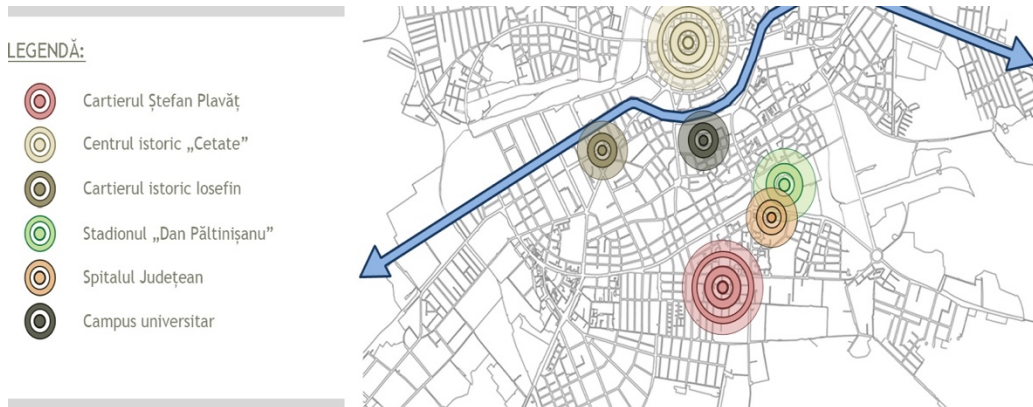 LEGENDĂ:
Cartierul Ștefan Plavăț
Centrul istoric „Cetate”
Cartierul istoric Iosefin
Stadionul „Dan Păltinișanu”
Spitalul Județean
Campus universitar